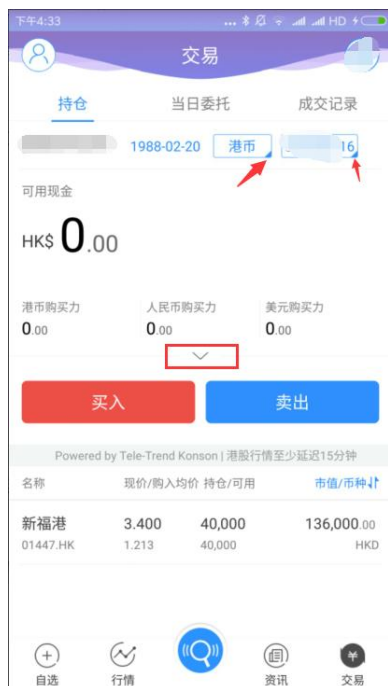 下午4:33 ... HD
交易
持仓 当日委托 成交记录
1988-02-20 港币 16
可用现金
HK$ 0.00
港币购买力 人民币购买力 美元购买力
0.00 0.00 0.00
买入 卖出
Powered by Tele-Trend Konson | 港股行情至少延迟15分钟
名称 现价/购入均价 持仓/可用 市值/币种
新福港 3.400 40,000 136,000.00
01447.HK 1.213 40,000 HKD
自选 行情 资讯 交易